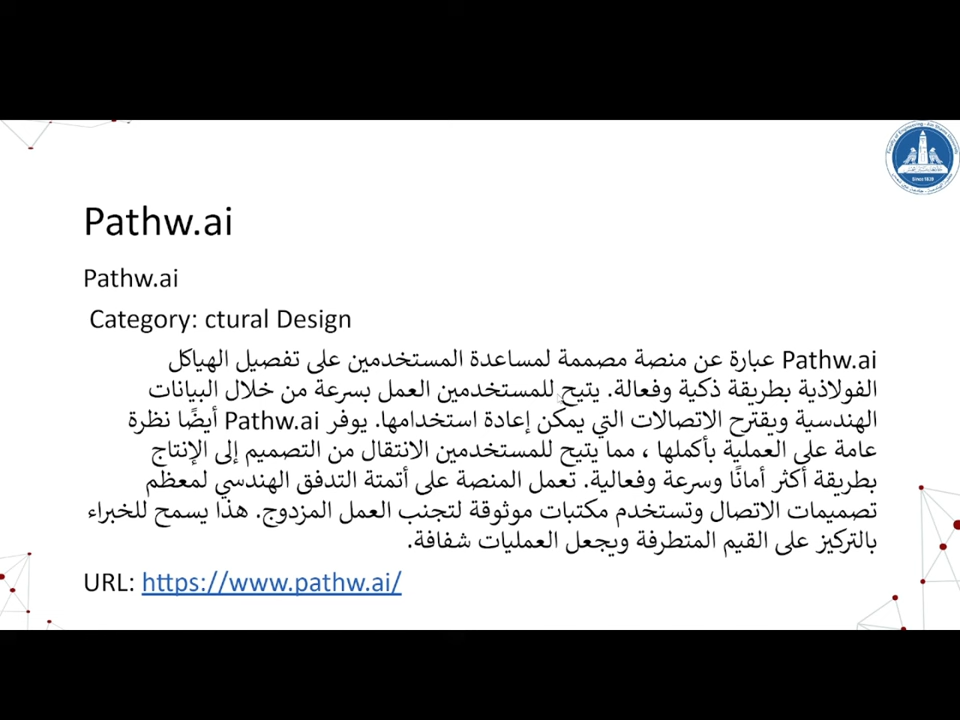 Pathw.ai
Pathw.ai
Category: ctural Design
Pathw.ai عبارة عن منصة مصممة لمساعدة المستخدمين على تفصيل الهياكل
الفولاذية بطريقة ذكية وفعالة. يتيح للمستخدمين العمل بسرعة من خلال البيانات
الهندسية ويقترح الاتصالات التي يمكن إعادة استخدامها. يوفر Pathw.ai أيضًا نظرة
عامة على العملية بأكملها ، مما يتيح للمستخدمين الانتقال من التصميم إلى الإنتاج
بطريقة أكثر أمانًا وسرعة وفعالية. تعمل المنصة على أتمتة التدفق الهندسي لمعظم
تصميمات الاتصال وتستخدم مكتبات موثوقة لتجنب العمل المزدوج. هذا يسمح للخبراء
بالتركيز على القيم المتطرفة ويجعل العمليات شفافة.
URL: https://www.pathw.ai/
Since 1839